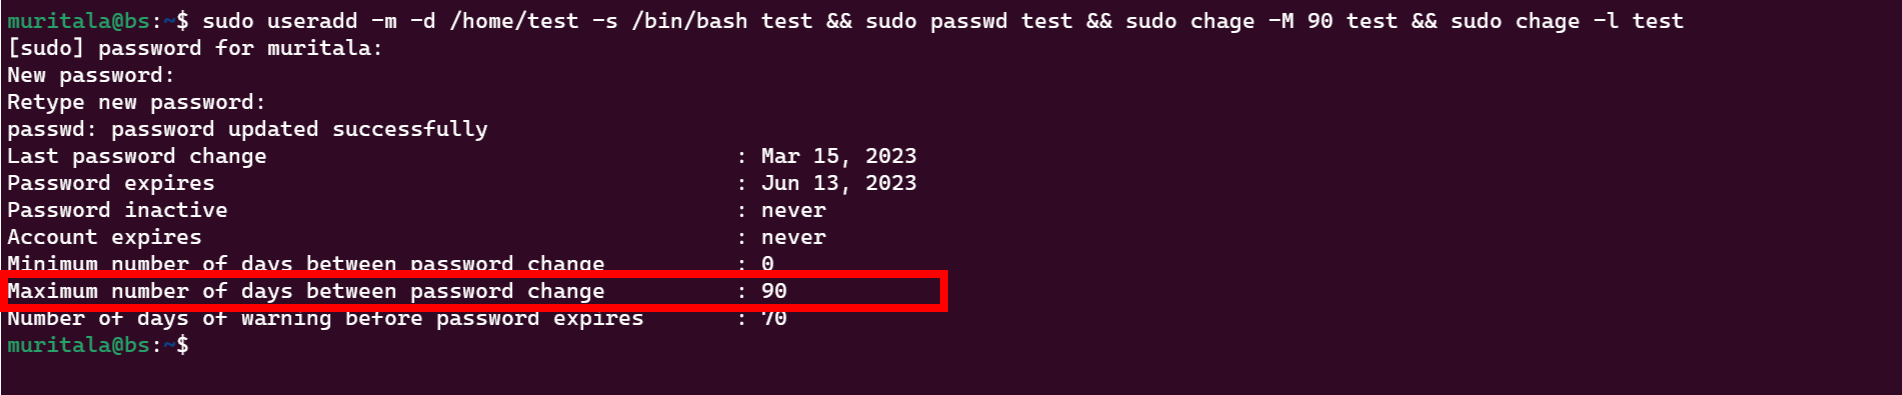 muritala@bs:~$ sudo useradd -m -d /home/test -s /bin/bash test && sudo passwd test && sudo chage -M 90 test && sudo chage -l test
[sudo] password for muritala:
New password:
Retype new password:
passwd: password updated successfully
Last password change : Mar 15, 2023
Password expires : Jun 13, 2023
Password inactive : never
Account expires : never
Minimum number of days between password change : 0
Maximum number of days between password change : 90
Number of days of warning before password expires : 70
muritala@bs:~$